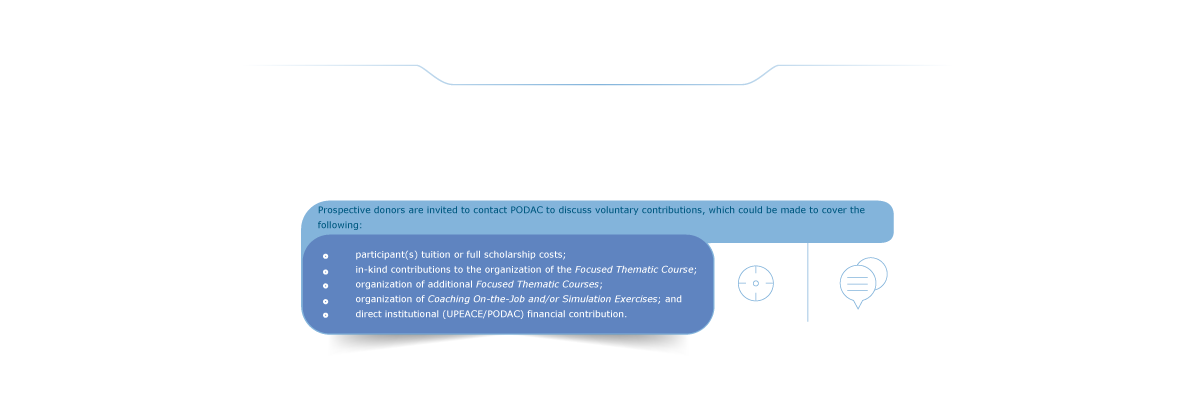 Prospective donors are invited to contact PODAC to discuss voluntary contributions, which could be made to cover the
following:
participant(s) tuition or full scholarship costs;
in-kind contributions to the organization of the Focused Thematic Course;
organization of additional Focused Thematic Courses;
organization of Coaching On-the-Job and/or Simulation Exercises; and
direct institutional (UPEACE/PODAC) financial contribution.